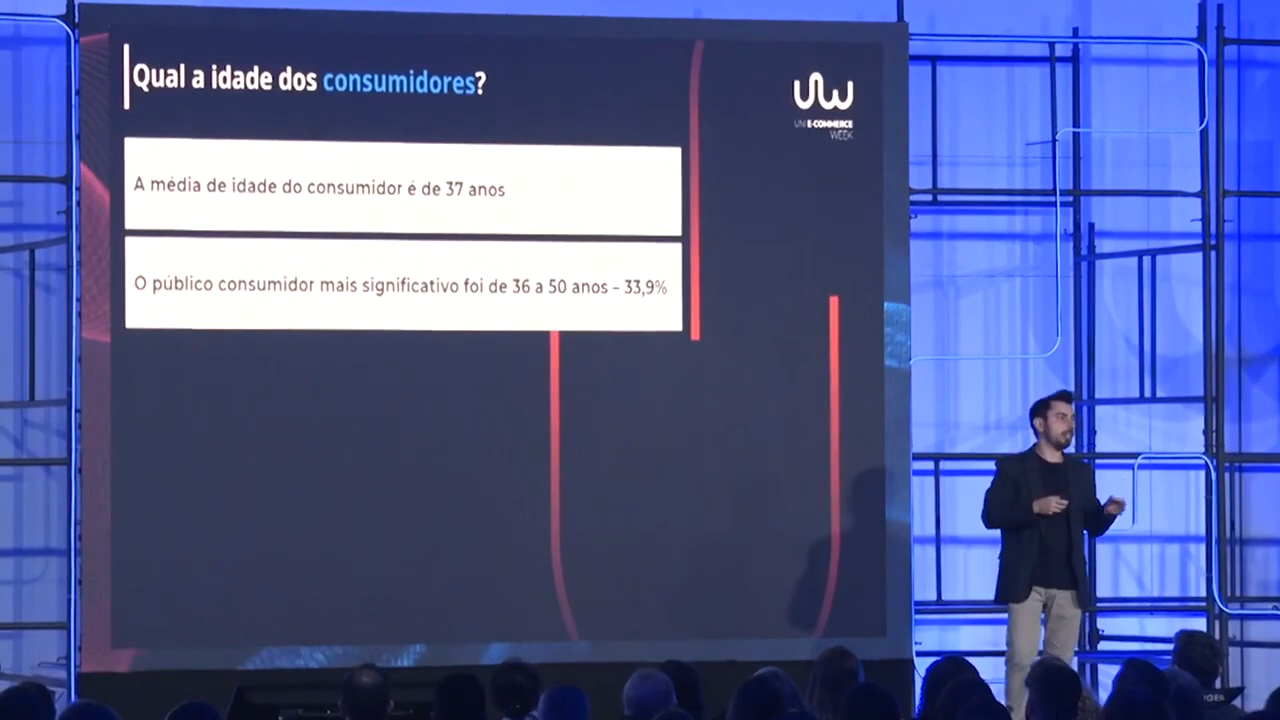 Qual a idade dos consumidores?
UNI E-COMMERCE
WEEK
A média de idade do consumidor é de 37 anos
O público consumidor mais significativo foi de 36 a 50 anos – 33,9%